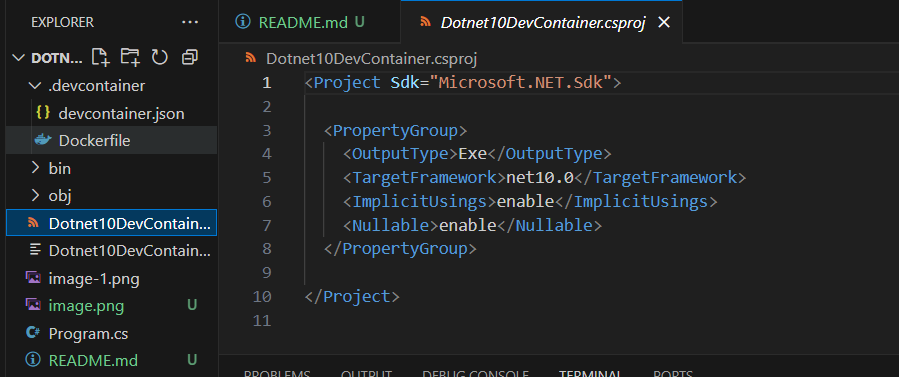 EXPLORER
DOTN...
.devcontainer
{} devcontainer.json
Dockerfile
bin
obj
Dotnet10DevContain...
Dotnet10DevContain...
image-1.png
image.png U
C# Program.cs
README.md U
README.md U
Dotnet10DevContainer.csproj
Dotnet10DevContainer.csproj
1 <Project Sdk="Microsoft.NET.Sdk">
2
3 <PropertyGroup>
4 <OutputType>Exe</OutputType>
5 <TargetFramework>net10.0</TargetFramework>
6 <ImplicitUsings>enable</ImplicitUsings>
7 <Nullable>enable</Nullable>
8 </PropertyGroup>
9
10 </Project>
11
PROBLEMS OUTPUT DEBUG CONSOLE TERMINAL PORTS